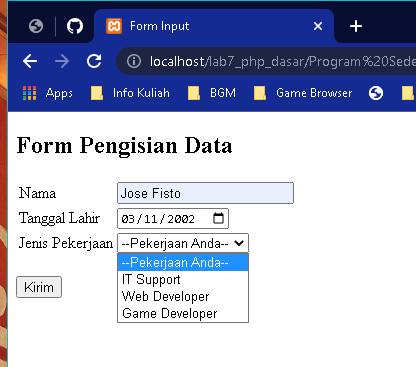 Form Input
localhost/lab7_php_dasar/Program%20Sede
Apps Info Kuliah BGM Game Browser
Form Pengisian Data
Nama Jose Fisto
Tanggal Lahir 03/11/2002
Jenis Pekerjaan --Pekerjaan Anda--
--Pekerjaan Anda--
IT Support
Web Developer
Game Developer
Kirim